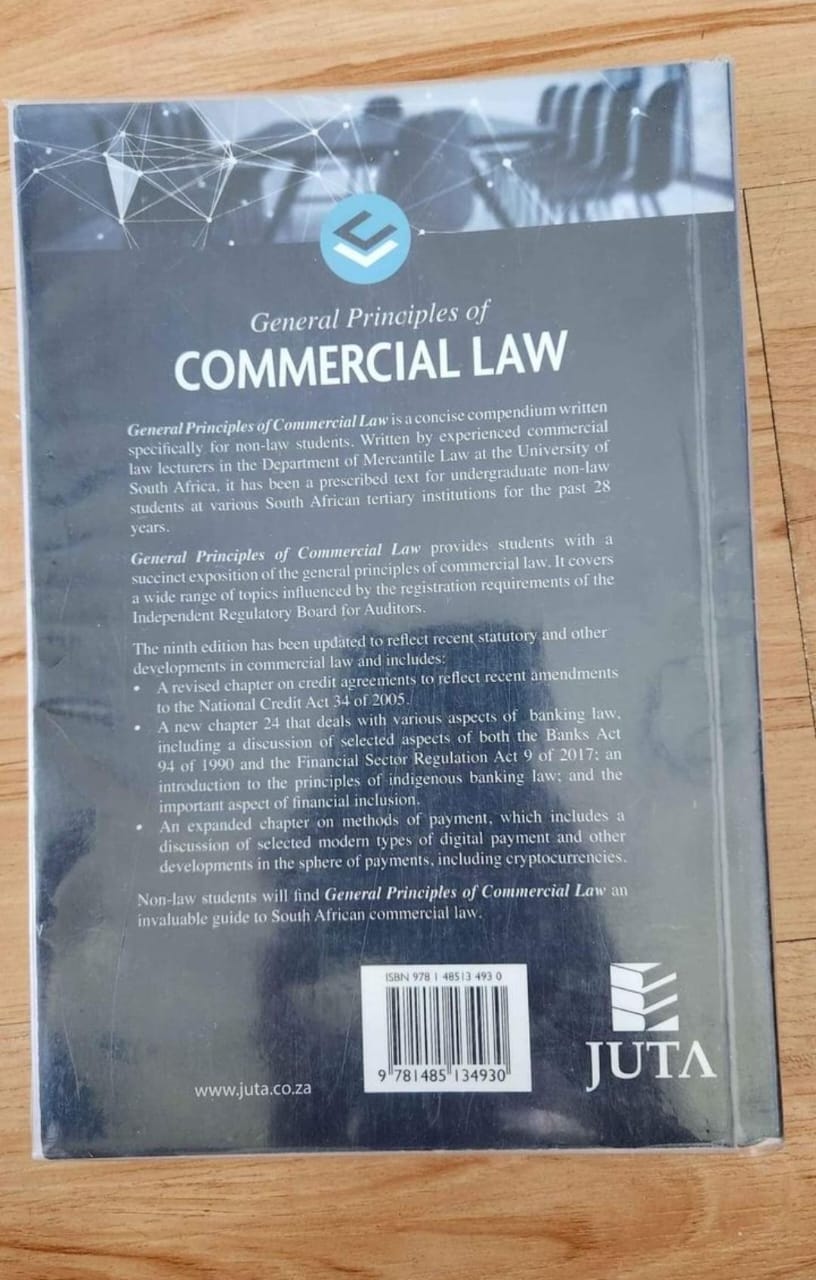 General Principles of
COMMERCIAL LAW
General Principles of Commercial Law is a concise compendium written
specifically for non-law students. Written by experienced commercial
law lecturers in the Department of Mercantile Law at the University of
South Africa, it has been a prescribed text for undergraduate non-law
students at various South African tertiary institutions for the past 28
years.
General Principles of Commercial Law provides students with a
succinct exposition of the general principles of commercial law. It covers
a wide range of topics influenced by the registration requirements of the
Independent Regulatory Board for Auditors.
The ninth edition has been updated to reflect recent statutory and other
developments in commercial law and includes:
• A revised chapter on credit agreements to reflect recent amendments
to the National Credit Act 34 of 2005.
• A new chapter 24 that deals with various aspects of banking law,
including a discussion of selected aspects of both the Banks Act
94 of 1990 and the Financial Sector Regulation Act 9 of 2017; an
introduction to the principles of indigenous banking law; and the
important aspect of financial inclusion.
• An expanded chapter on methods of payment, which includes a
discussion of selected modern types of digital payment and other
developments in the sphere of payments, including cryptocurrencies.
Non-law students will find General Principles of Commercial Law an
invaluable guide to South African commercial law.
ISBN 978 1 48513 493 0
9 781485 134930
www.juta.co.za
JUTA